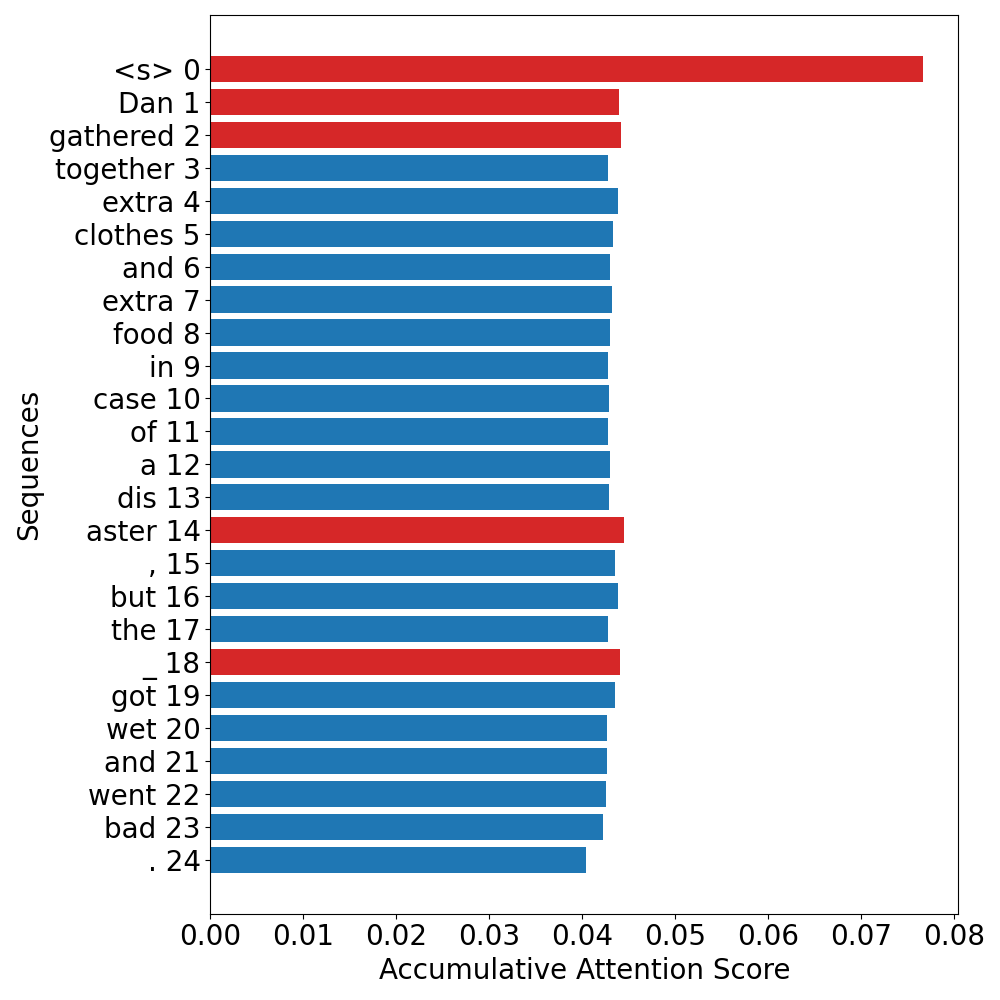 <s> 0
Dan 1
gathered 2
together 3
extra 4
clothes 5
and 6
extra 7
food 8
in 9
case 10
of 11
a 12
dis 13
aster 14
, 15
but 16
the 17
_ 18
got 19
wet 20
and 21
went 22
bad 23
. 24
Sequences
0.00 0.01 0.02 0.03 0.04 0.05 0.06 0.07 0.08
Accumulative Attention Score